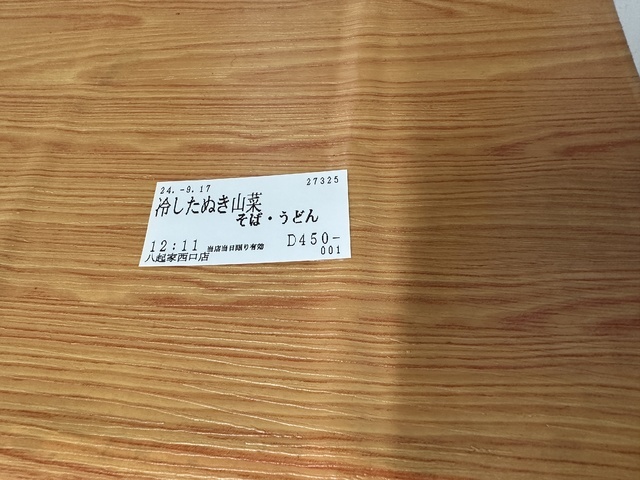 24.-9.17 27325
冷したぬき山菜
そば・うどん
12:11 当店当日限り有効 D450-
八起家西口店 001